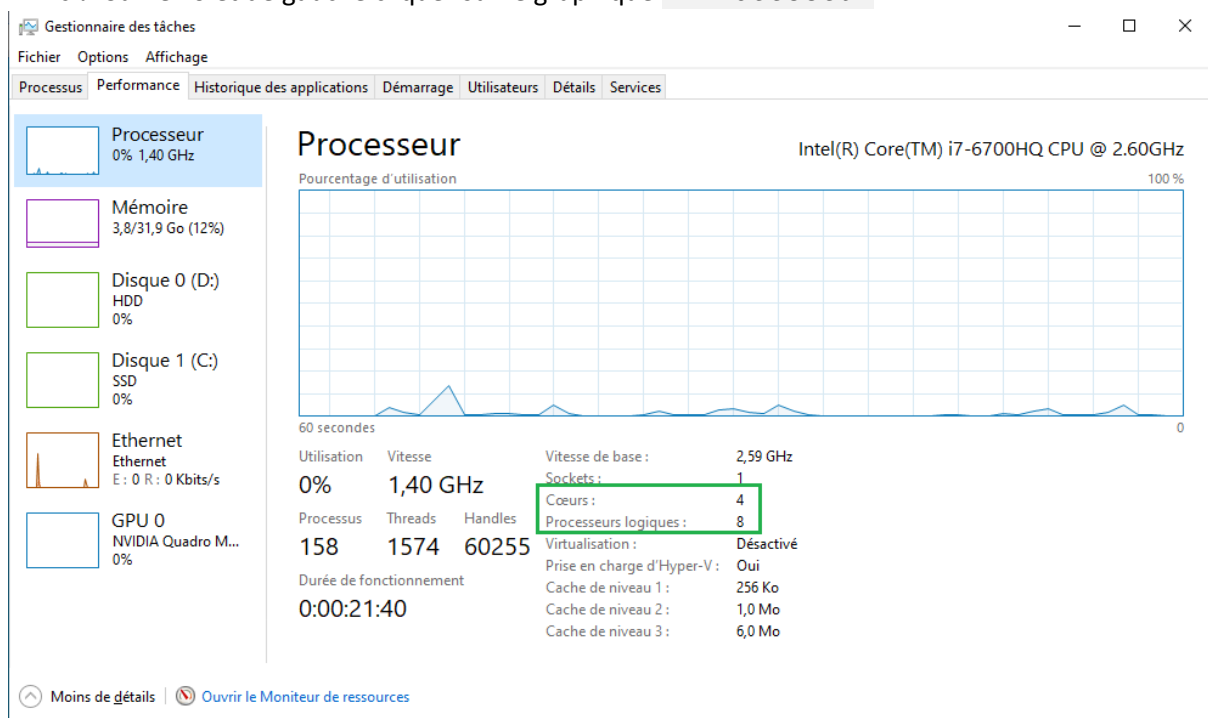 Gestionnaire des tâches
Fichier Options Affichage
Processus Performance Historique des applications Démarrage Utilisateurs Détails Services
Processeur
0% 1,40 GHz
Mémoire
3,8/31,9 Go (12%)
Disque 0 (D:)
HDD
0%
Disque 1 (C:)
SSD
0%
Ethernet
Ethernet
E : 0 R : 0 Kbits/s
GPU 0
NVIDIA Quadro M...
0%
Processeur
Intel(R) Core(TM) i7-6700HQ CPU @ 2.60GHz
Pourcentage d'utilisation 100 %
60 secondes 0
Utilisation Vitesse
0% 1,40 GHz
Processus Threads Handles
158 1574 60255
Durée de fonctionnement
0:00:21:40
Vitesse de base : 2,59 GHz
Sockets : 1
Cœurs : 4
Processeurs logiques : 8
Virtualisation : Désactivé
Prise en charge d'Hyper-V : Oui
Cache de niveau 1 : 256 Ko
Cache de niveau 2 : 1,0 Mo
Cache de niveau 3 : 6,0 Mo
Moins de détails Ouvrir le Moniteur de ressources